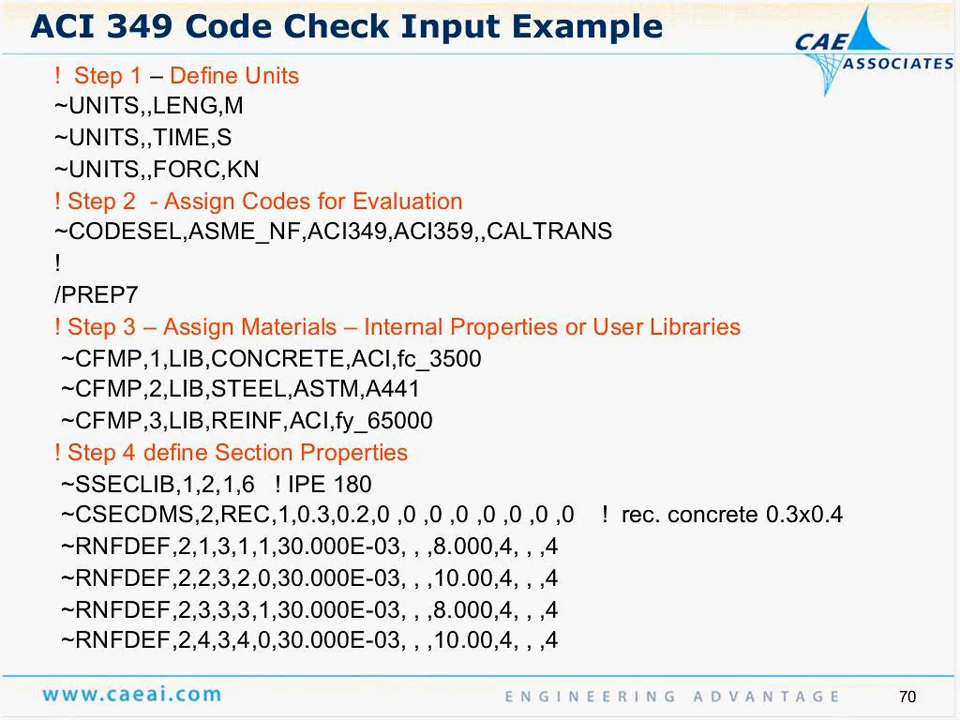 ACI 349 Code Check Input Example
CAE
ASSOCIATES
! Step 1 – Define Units
~UNITS,,LENG,M
~UNITS,,TIME,S
~UNITS,,FORC,KN
! Step 2 - Assign Codes for Evaluation
~CODESEL,ASME_NF,ACI349,ACI359,,CALTRANS
!
/PREP7
! Step 3 – Assign Materials – Internal Properties or User Libraries
~CFMP,1,LIB,CONCRETE,ACI,fc_3500
~CFMP,2,LIB,STEEL,ASTM,A441
~CFMP,3,LIB,REINF,ACI,fy_65000
! Step 4 define Section Properties
~SSECLIB,1,2,1,6 ! IPE 180
~CSECDMS,2,REC,1,0.3,0.2,0 ,0 ,0 ,0 ,0 ,0 ,0 ,0 ! rec. concrete 0.3x0.4
~RNFDEF,2,1,3,1,1,30.000E-03, , ,8.000,4, , ,4
~RNFDEF,2,2,3,2,0,30.000E-03, , ,10.00,4, , ,4
~RNFDEF,2,3,3,3,1,30.000E-03, , ,8.000,4, , ,4
~RNFDEF,2,4,3,4,0,30.000E-03, , ,10.00,4, , ,4
www.caeai.com
ENGINEERING ADVANTAGE
70